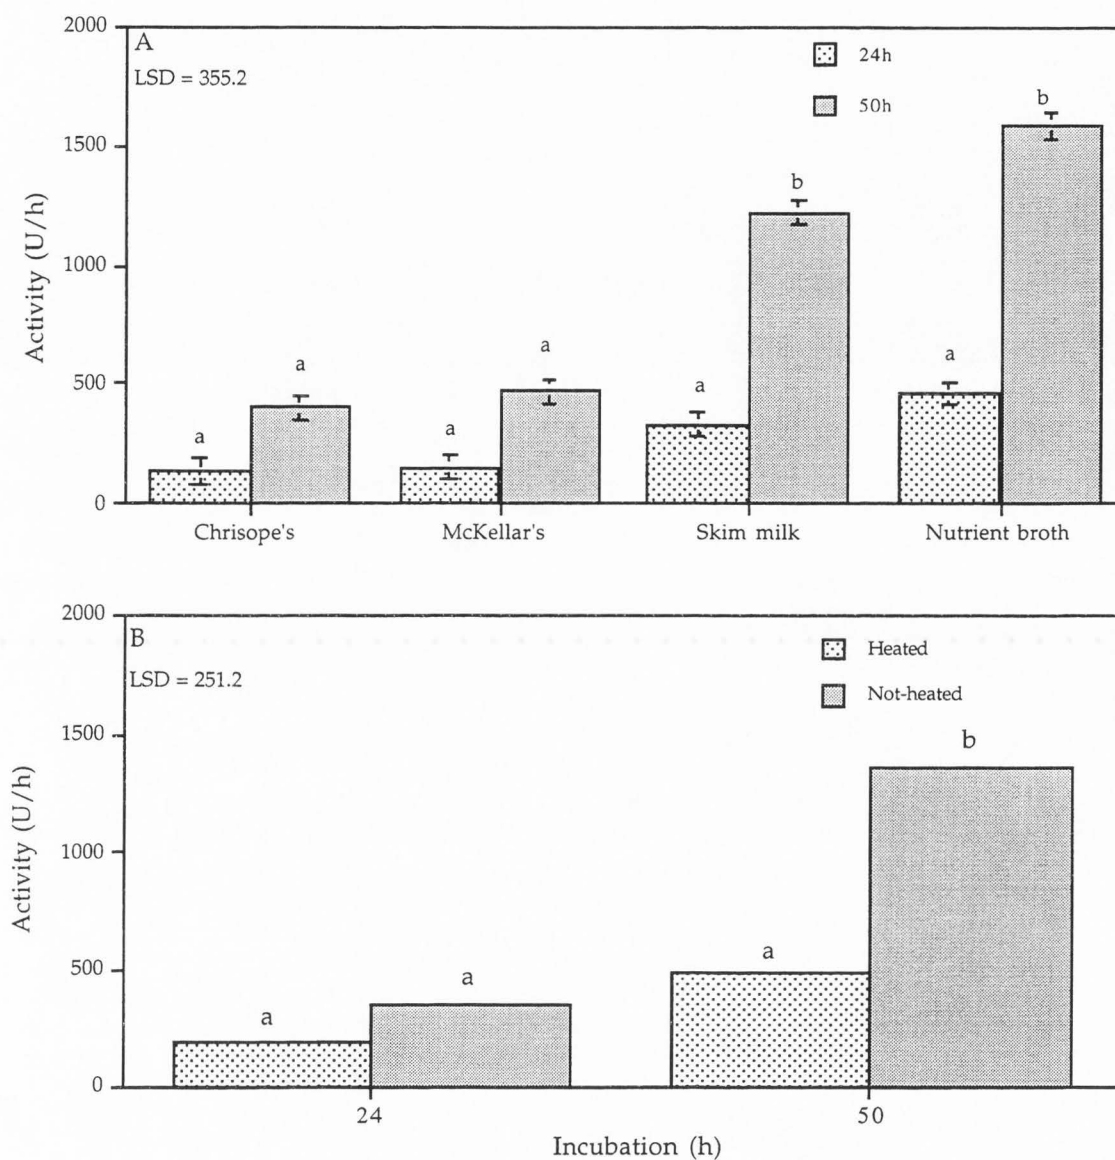 A
LSD = 355.2
24h
50h
2000
1500
1000
500
0
Activity (U/h)
a
a
a
a
a
b
a
b
Chrisope's
McKellar's
Skim milk
Nutrient broth
B
LSD = 251.2
Heated
Not-heated
2000
1500
1000
500
0
Activity (U/h)
a
a
a
b
24
50
Incubation (h)